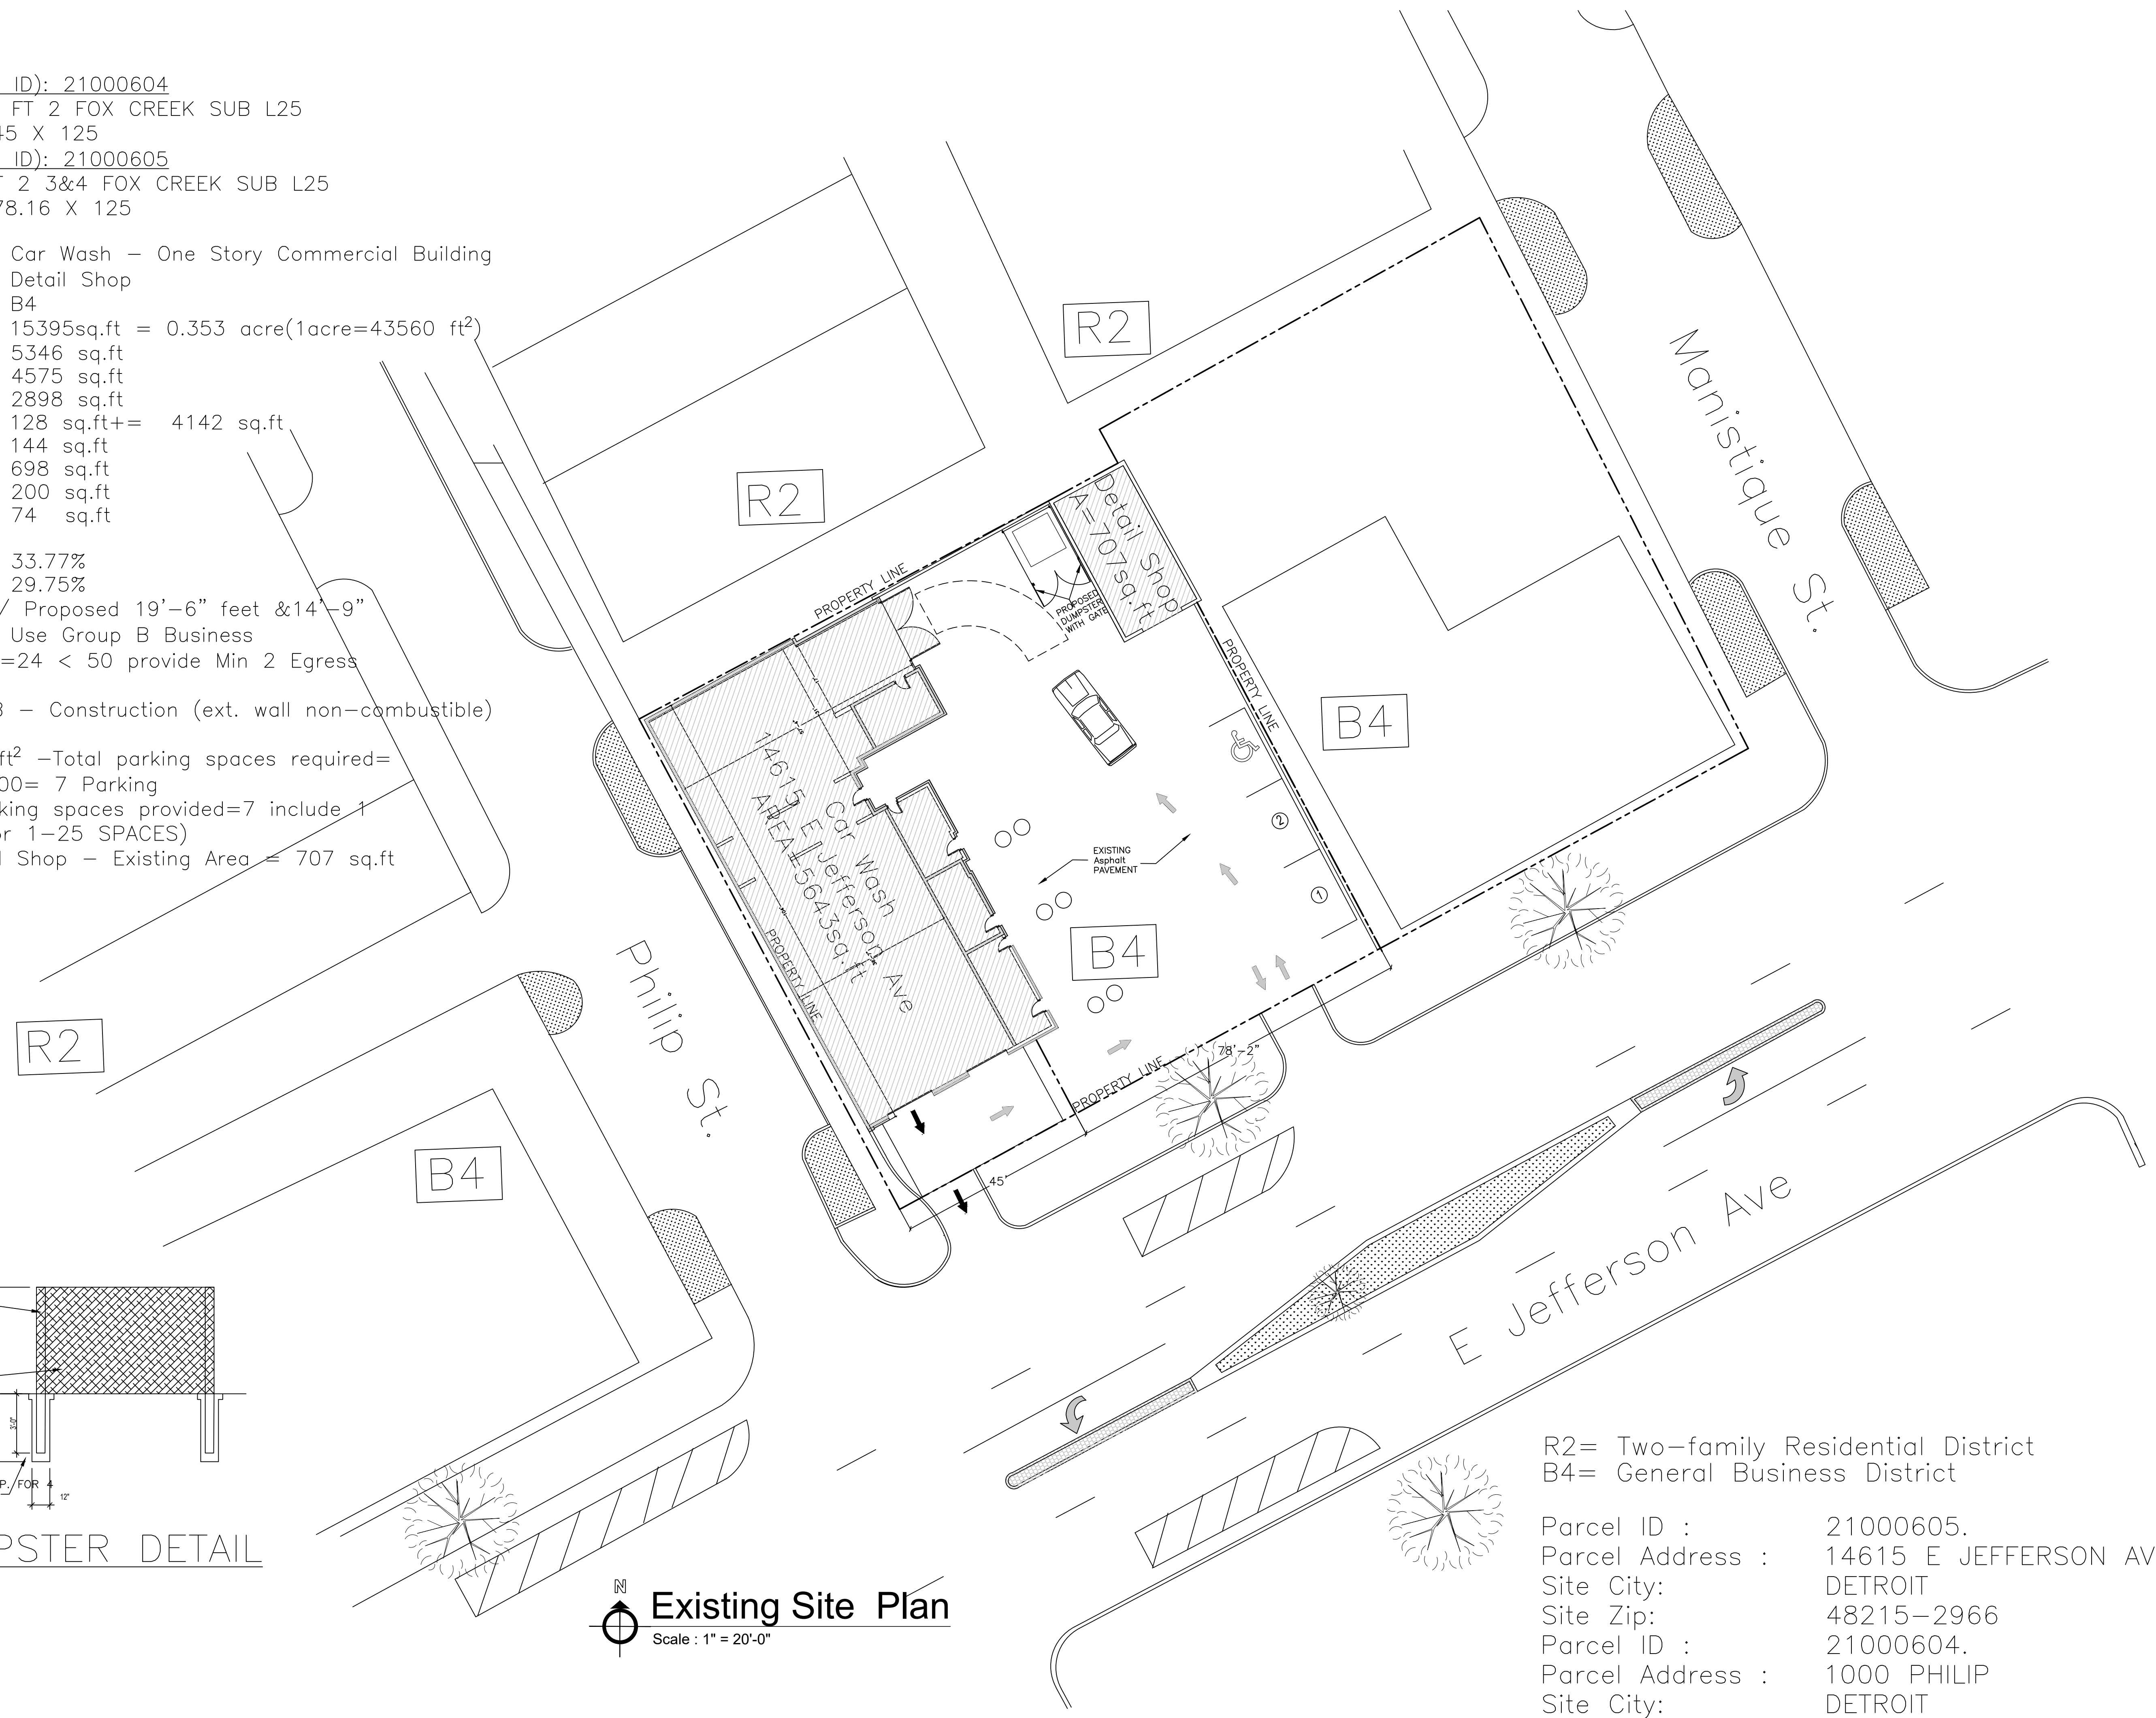 ID): 21000604
FT 2 FOX CREEK SUB L25
45 X 125
ID): 21000605
2 3&4 FOX CREEK SUB L25
78.16 X 125
Car Wash – One Story Commercial Building
Detail Shop
B4
15395sq.ft = 0.353 acre(1acre=43560 ft²)
5346 sq.ft
4575 sq.ft
2898 sq.ft
128 sq.ft+= 4142 sq.ft
144 sq.ft
698 sq.ft
200 sq.ft
74 sq.ft
33.77%
29.75%
/ Proposed 19'-6" feet &14'-9"
Use Group B Business
=24 < 50 provide Min 2 Egress
– Construction (ext. wall non-combustible)
ft² –Total parking spaces required=
00= 7 Parking
king spaces provided=7 include 1
or 1-25 SPACES)
Shop – Existing Area = 707 sq.ft
R2
R2
R2
B4
B4
B4
Manistique St.
Philip St.
E Jefferson Ave
Detail Shop
A=707sq.ft
PROPOSED
DUMPSTER
WITH GATE
PROPERTY LINE
PROPERTY LINE
PROPERTY LINE
PROPERTY LINE
Car Wash
14615 E Jefferson Ave
AREA=5643sq.ft
EXISTING
Asphalt
PAVEMENT
2
1
78'-2"
45'
3'-0"
P. FOR 4
12"
PSTER DETAIL
N
Existing Site Plan
Scale : 1" = 20'-0"
R2= Two-family Residential District
B4= General Business District
Parcel ID : 21000605.
Parcel Address : 14615 E JEFFERSON AV
Site City: DETROIT
Site Zip: 48215-2966
Parcel ID : 21000604.
Parcel Address : 1000 PHILIP
Site City: DETROIT